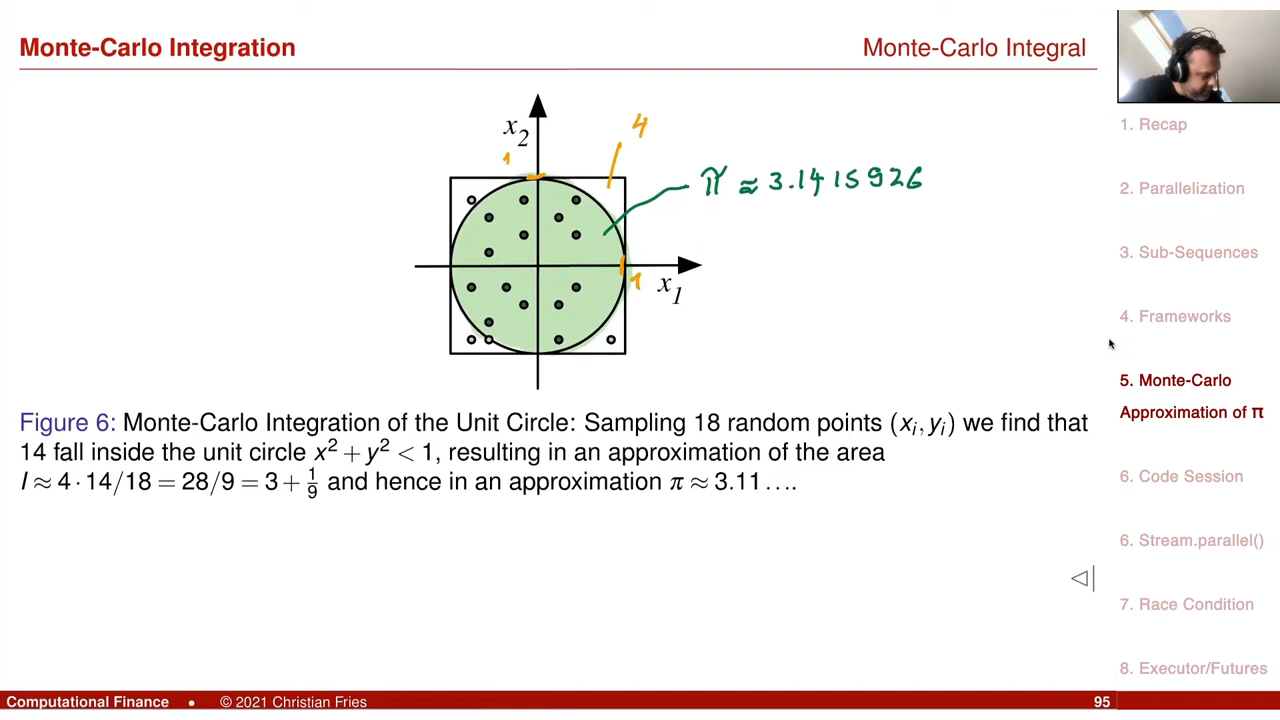 Monte-Carlo Integration
Monte-Carlo Integral
x2
1
4
π ≈ 3.1415926
1
x1
Figure 6: Monte-Carlo Integration of the Unit Circle: Sampling 18 random points (xi, yi) we find that
14 fall inside the unit circle x² + y² < 1, resulting in an approximation of the area
I ≈ 4 · 14/18 = 28/9 = 3 + 1/9 and hence in an approximation π ≈ 3.11 . . . .
1. Recap
2. Parallelization
3. Sub-Sequences
4. Frameworks
5. Monte-Carlo
Approximation of π
6. Code Session
6. Stream.parallel()
7. Race Condition
8. Executor/Futures
Computational Finance • © 2021 Christian Fries
95